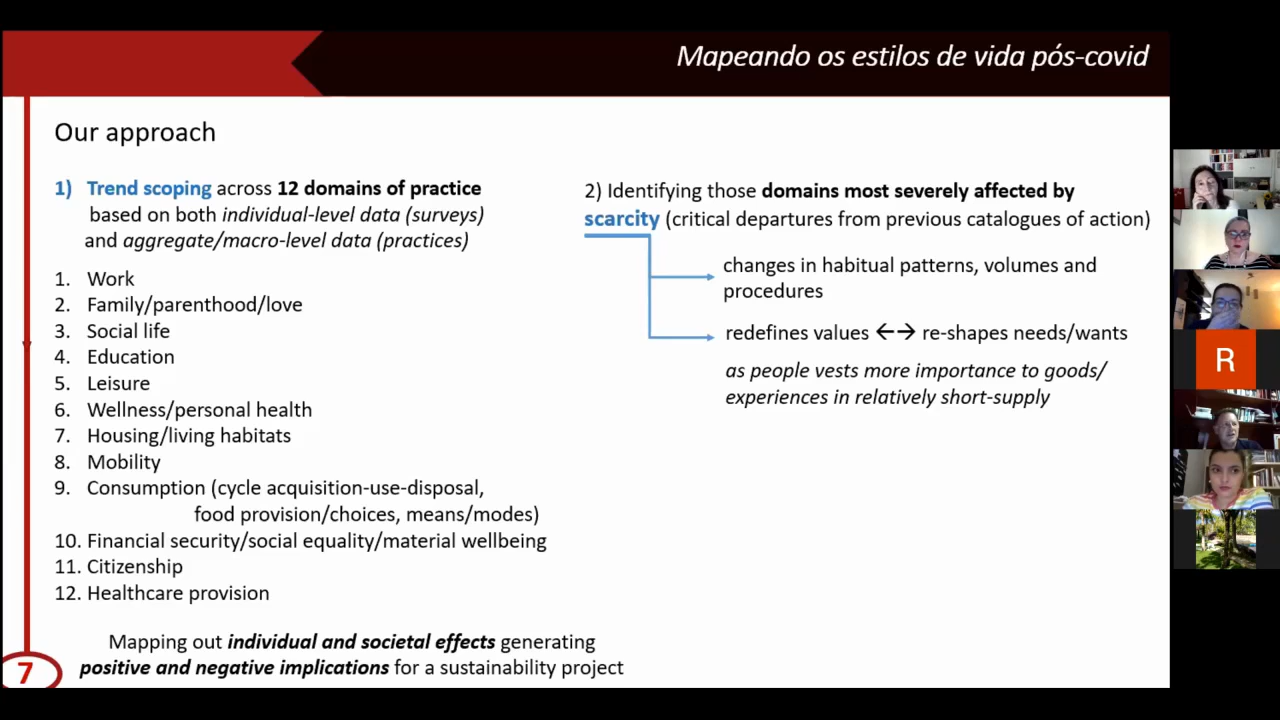 Mapeando os estilos de vida pós-covid
Our approach
1) Trend scoping across 12 domains of practice
based on both individual-level data (surveys)
and aggregate/macro-level data (practices)
1. Work
2. Family/parenthood/love
3. Social life
4. Education
5. Leisure
6. Wellness/personal health
7. Housing/living habitats
8. Mobility
9. Consumption (cycle acquisition-use-disposal,
food provision/choices, means/modes)
10. Financial security/social equality/material wellbeing
11. Citizenship
12. Healthcare provision
Mapping out individual and societal effects generating
positive and negative implications for a sustainability project
2) Identifying those domains most severely affected by
scarcity (critical departures from previous catalogues of action)
changes in habitual patterns, volumes and
procedures
redefines values ←→ re-shapes needs/wants
as people vests more importance to goods/
experiences in relatively short-supply
7
R